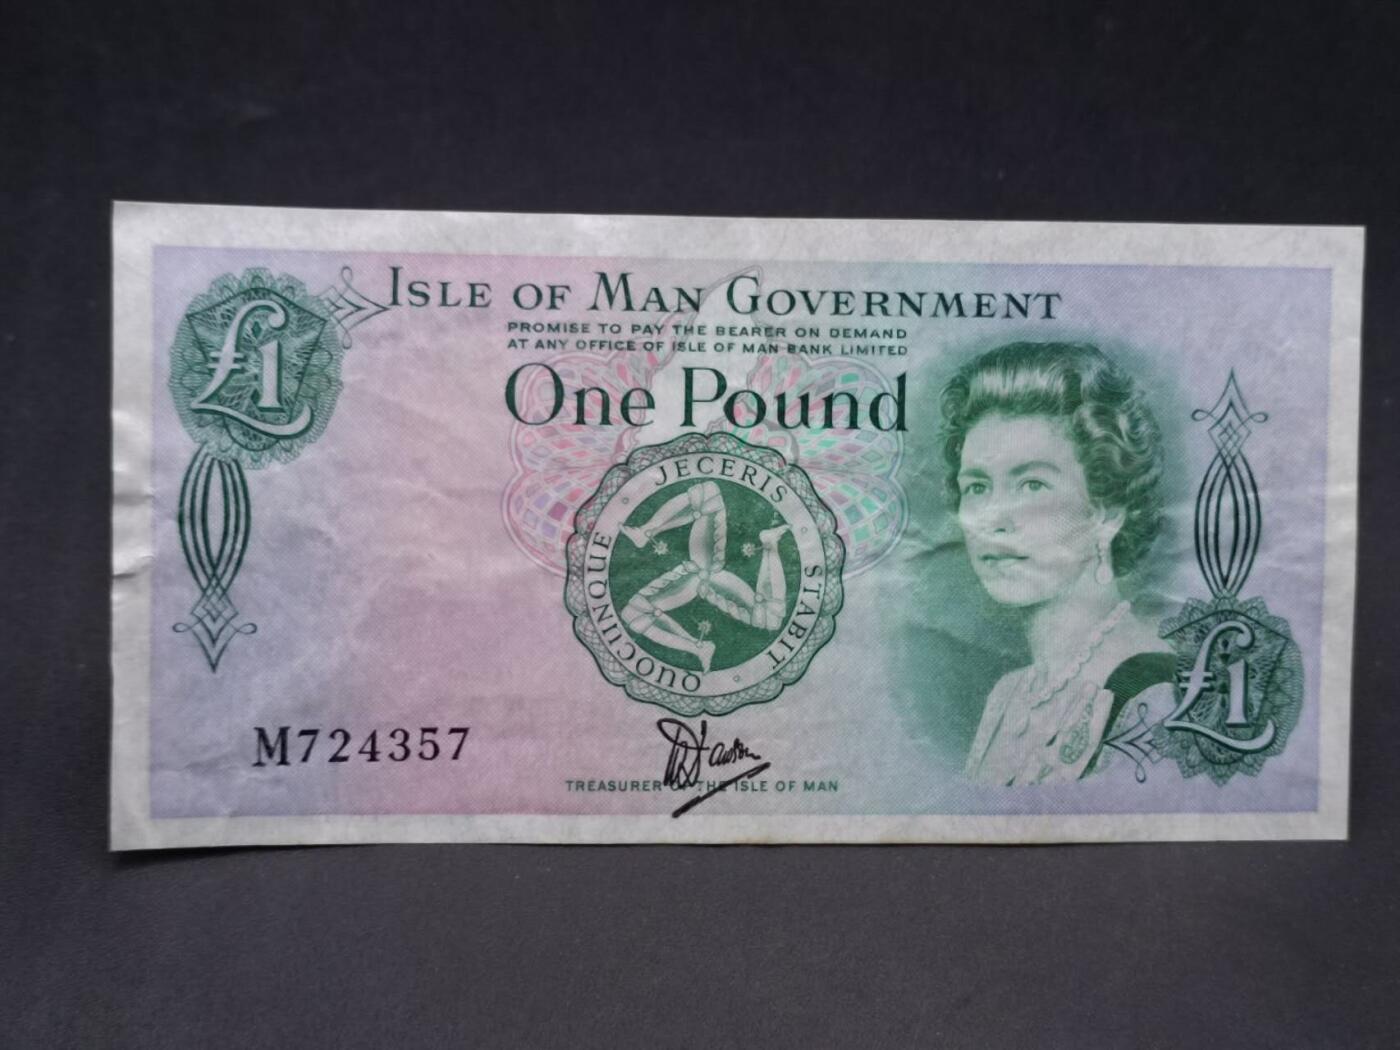 £1
ISLE OF MAN GOVERNMENT
PROMISE TO PAY THE BEARER ON DEMAND
AT ANY OFFICE OF ISLE OF MAN BANK LIMITED
One Pound
QUOCUNQUE · JECERIS · STABIT
£1
M724357
TREASURER OF THE ISLE OF MAN